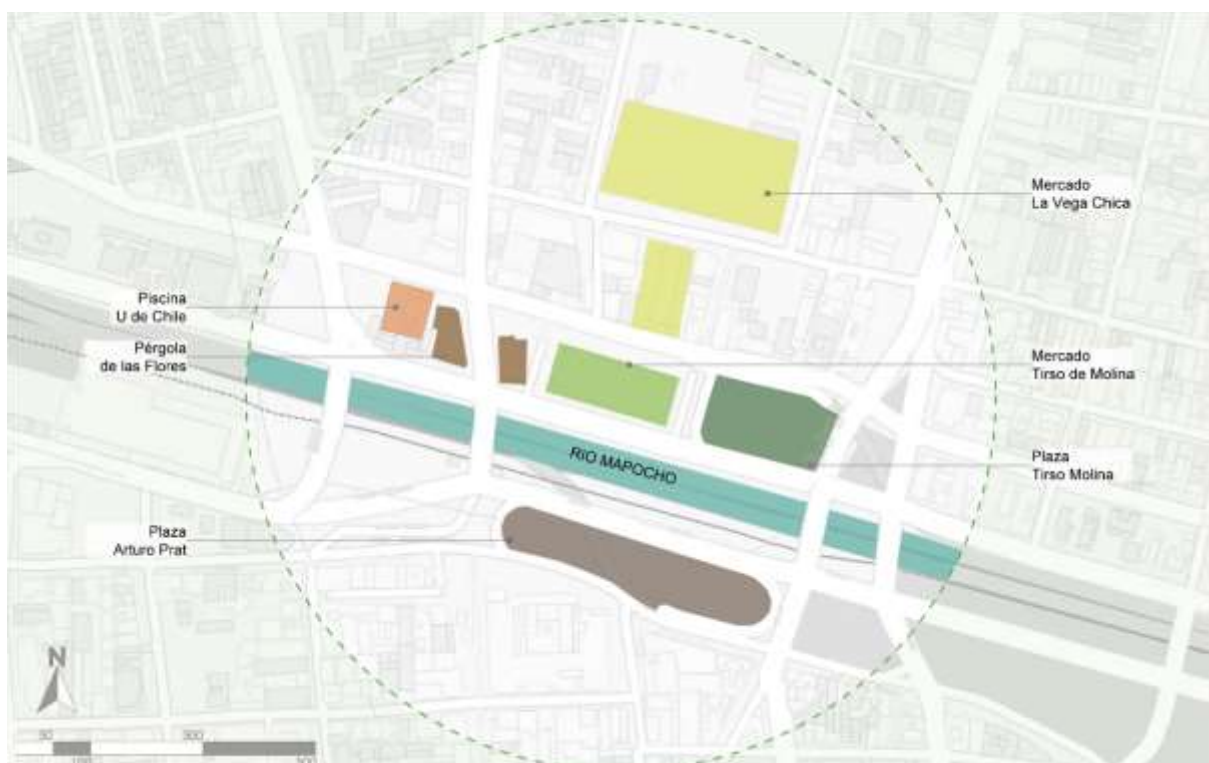 Mercado
La Vega Chica
Piscina
U de Chile
Pérgola
de las Flores
Mercado
Tirso de Molina
RIO MAPOCHO
Plaza
Tirso Molina
Plaza
Arturo Prat
N
300